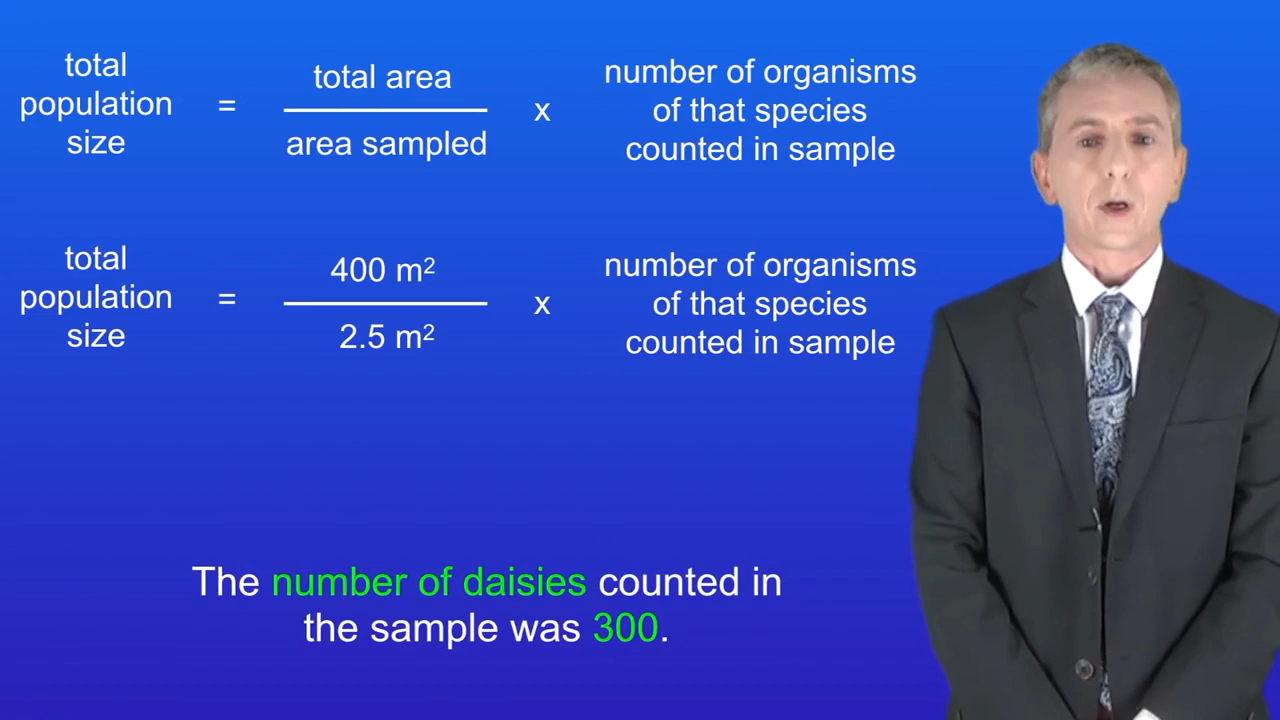 total
population
size
=
total area
area sampled
x
number of organisms
of that species
counted in sample
total
population
size
=
400 m²
2.5 m²
x
number of organisms
of that species
counted in sample
The number of daisies counted in
the sample was 300.